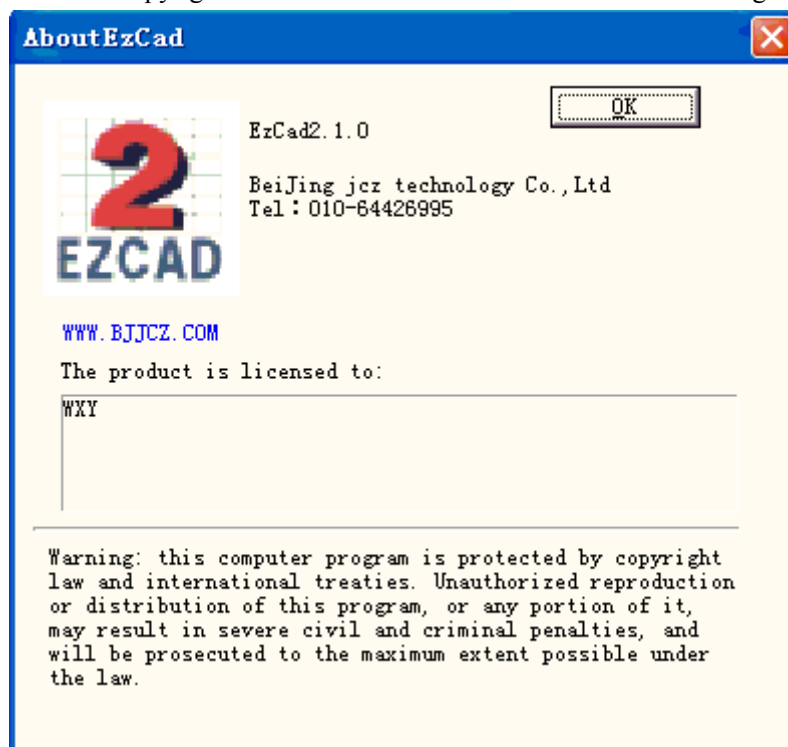 AboutEzCad
OK
EzCad2.1.0
BeiJing jcz technology Co.,Ltd
Tel:010-64426995
2
EZCAD
WWW.BJJCZ.COM
The product is licensed to:
WXY
Warning: this computer program is protected by copyright
law and international treaties. Unauthorized reproduction
or distribution of this program, or any portion of it,
may result in severe civil and criminal penalties, and
will be prosecuted to the maximum extent possible under
the law.